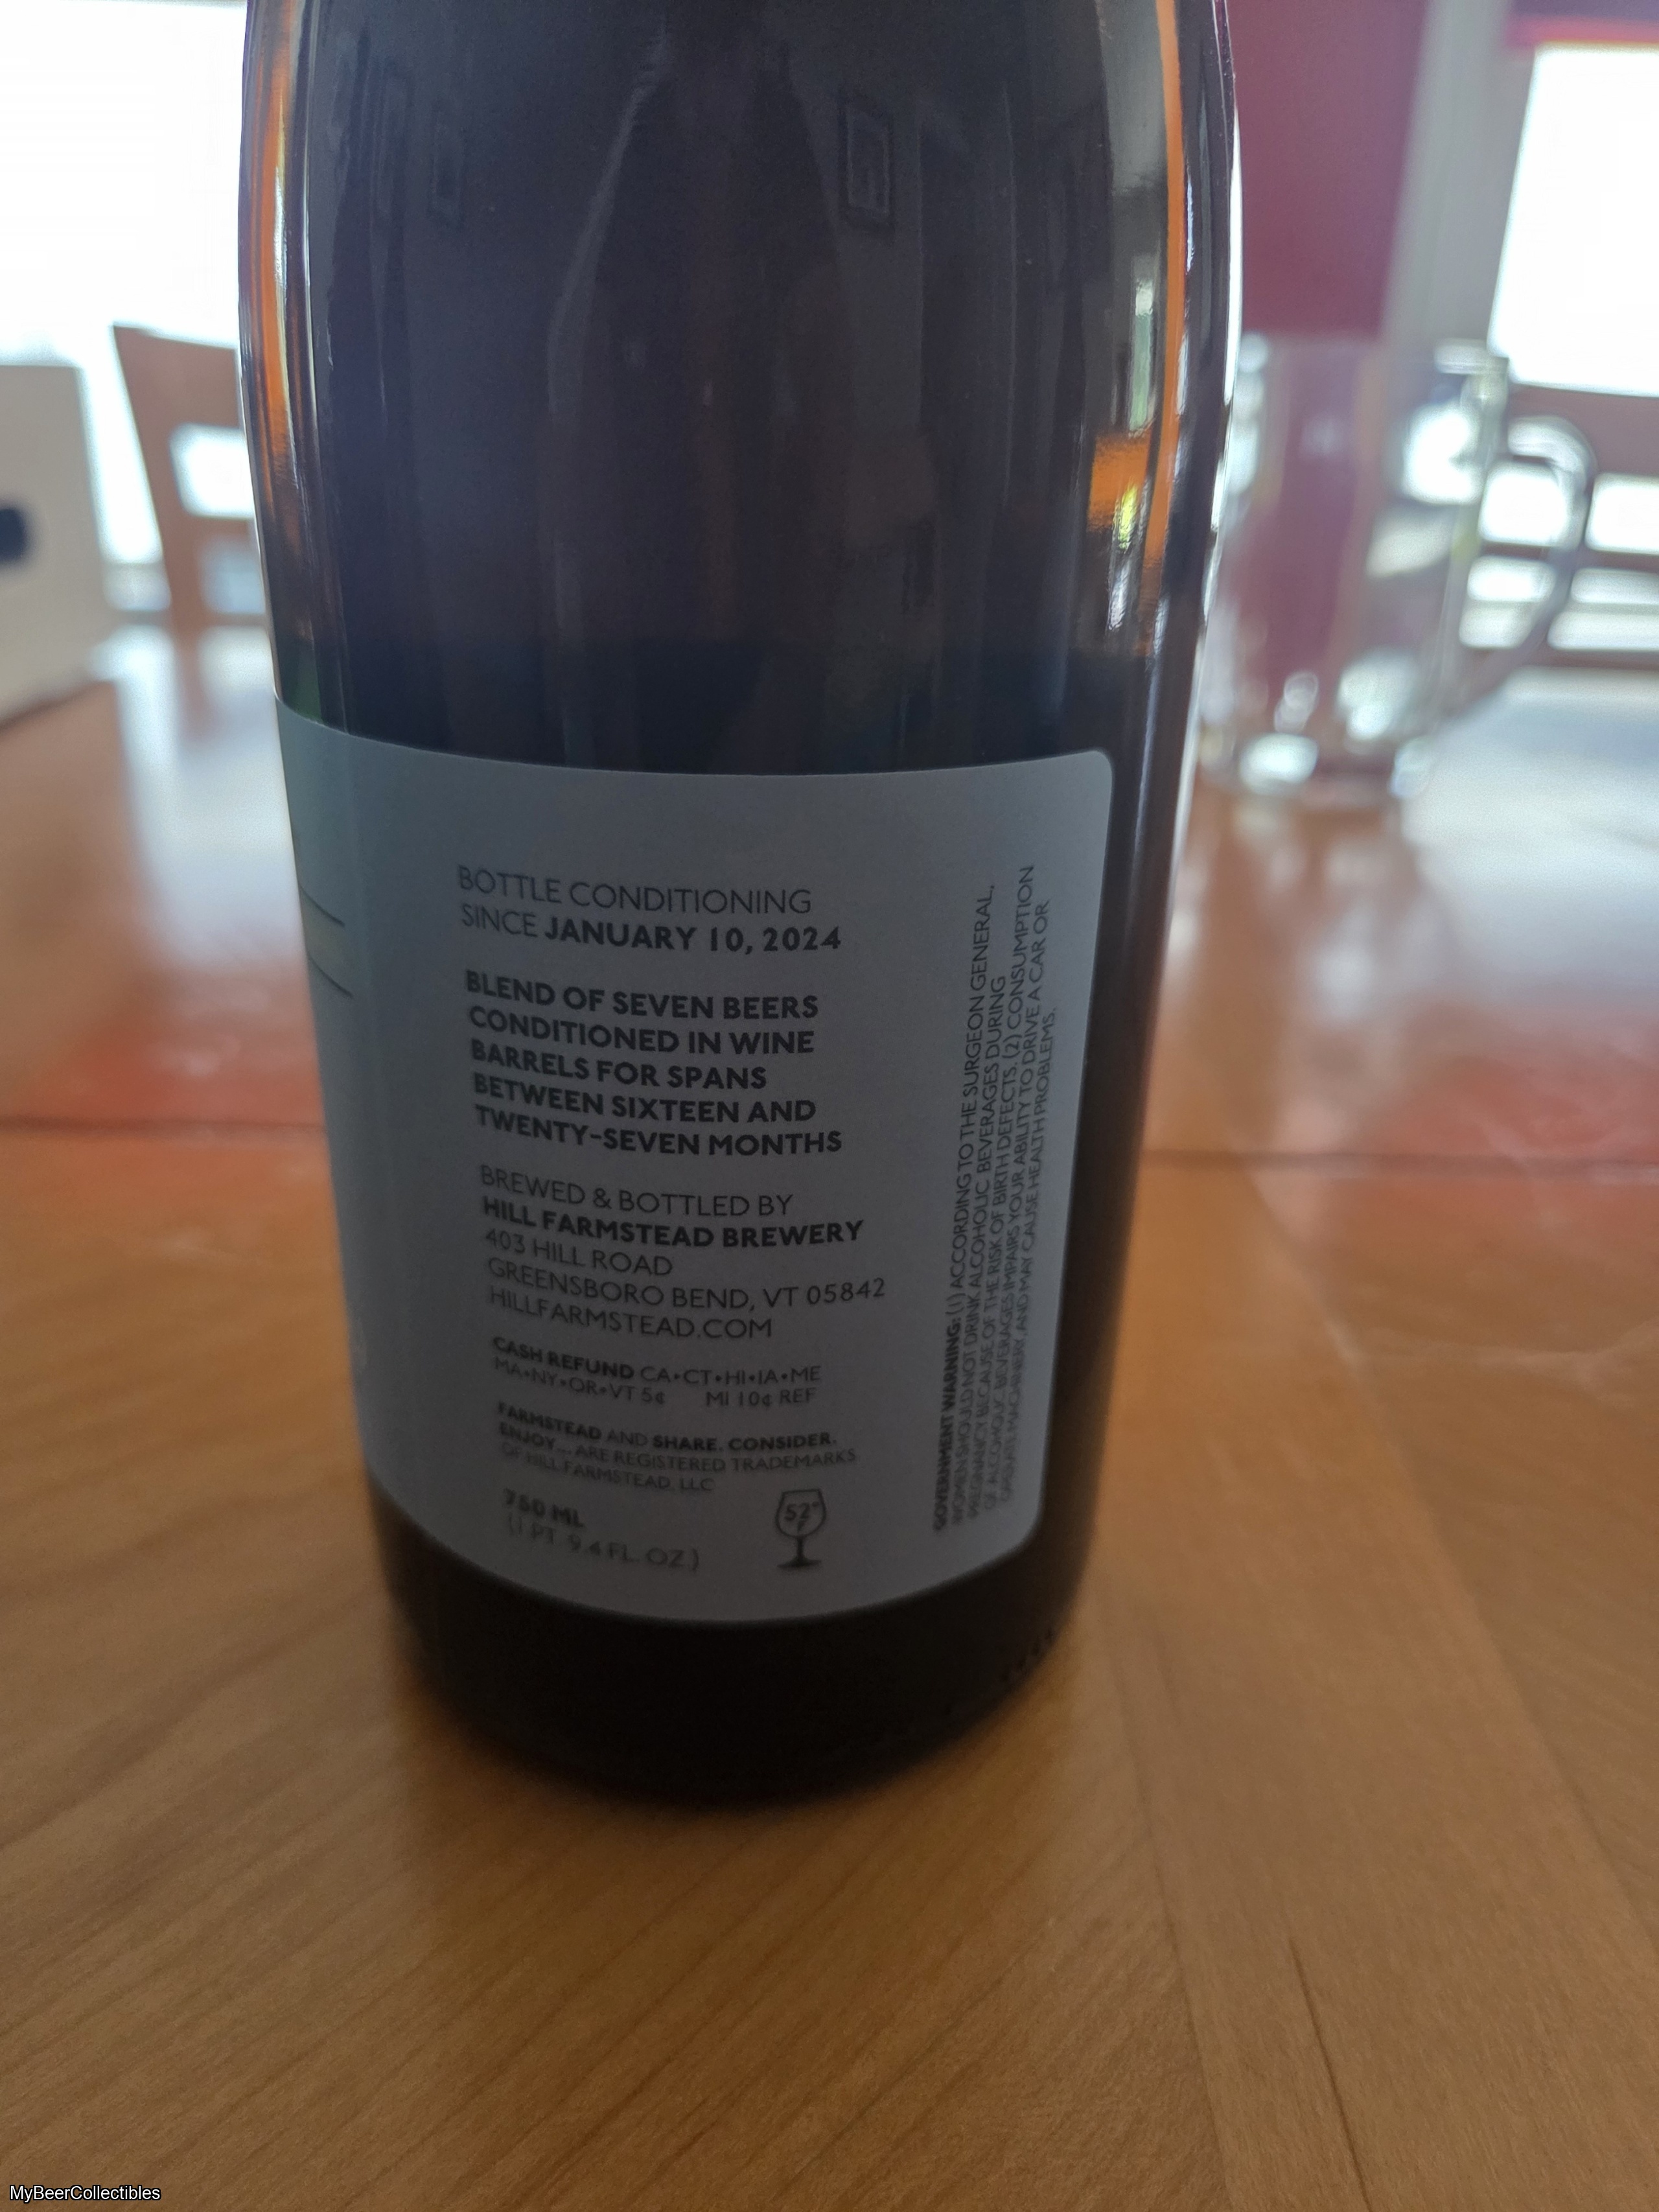 BOTTLE CONDITIONING
SINCE JANUARY 10, 2024
BLEND OF SEVEN BEERS
CONDITIONED IN WINE
BARRELS FOR SPANS
BETWEEN SIXTEEN AND
TWENTY-SEVEN MONTHS
BREWED & BOTTLED BY
HILL FARMSTEAD BREWERY
403 HILL ROAD
GREENSBORO BEND, VT 05842
HILLFARMSTEAD.COM
CASH REFUND CA•CT•HI•IA•ME
MA•NY•OR•VT 5¢ MI 10¢ REF
FARMSTEAD AND SHARE. CONSIDER.
ENJOY... ARE REGISTERED TRADEMARKS
OF HILL FARMSTEAD, LLC
750 ML
(1 PT 9.4 FL. OZ.)
52°
F
GOVERNMENT WARNING: (1) ACCORDING TO THE SURGEON GENERAL,
WOMEN SHOULD NOT DRINK ALCOHOLIC BEVERAGES DURING
PREGNANCY BECAUSE OF THE RISK OF BIRTH DEFECTS. (2) CONSUMPTION
OF ALCOHOLIC BEVERAGES IMPAIRS YOUR ABILITY TO DRIVE A CAR OR
OPERATE MACHINERY, AND MAY CAUSE HEALTH PROBLEMS.
MyBeerCollectibles